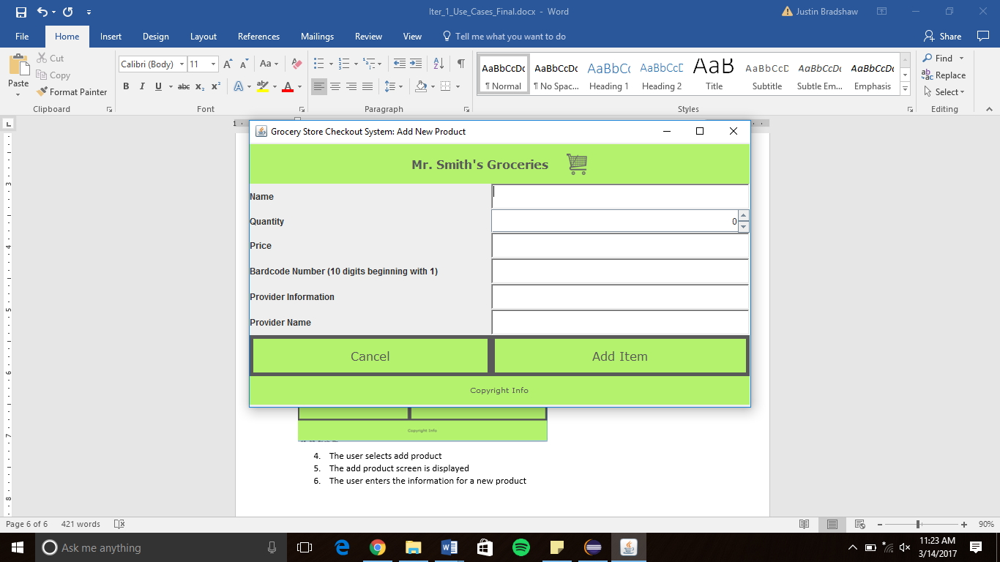 Iter_1_Use_Cases_Final.docx - Word
Justin Bradshaw
File Home Insert Design Layout References Mailings Review View Tell me what you want to do
Share
Paste
Cut
Copy
Format Painter
Clipboard
Calibri (Body) 11
Font
Paragraph
AaBbCcDc AaBbCcDc AaBbCc AaBbCcD AaB AaBbCcD AaBbCcDc AaBbCcDc
¶ Normal ¶ No Spac... Heading 1 Heading 2 Title Subtitle Subtle Em... Emphasis
Styles
Find
Replace
Select
Editing
Grocery Store Checkout System: Add New Product
Mr. Smith's Groceries
Name
Quantity 0
Price
Bardcode Number (10 digits beginning with 1)
Provider Information
Provider Name
Cancel Add Item
Copyright Info
Copyright Info
4. The user selects add product
5. The add product screen is displayed
6. The user enters the information for a new product
Page 6 of 6 421 words
90%
Ask me anything
11:23 AM
3/14/2017